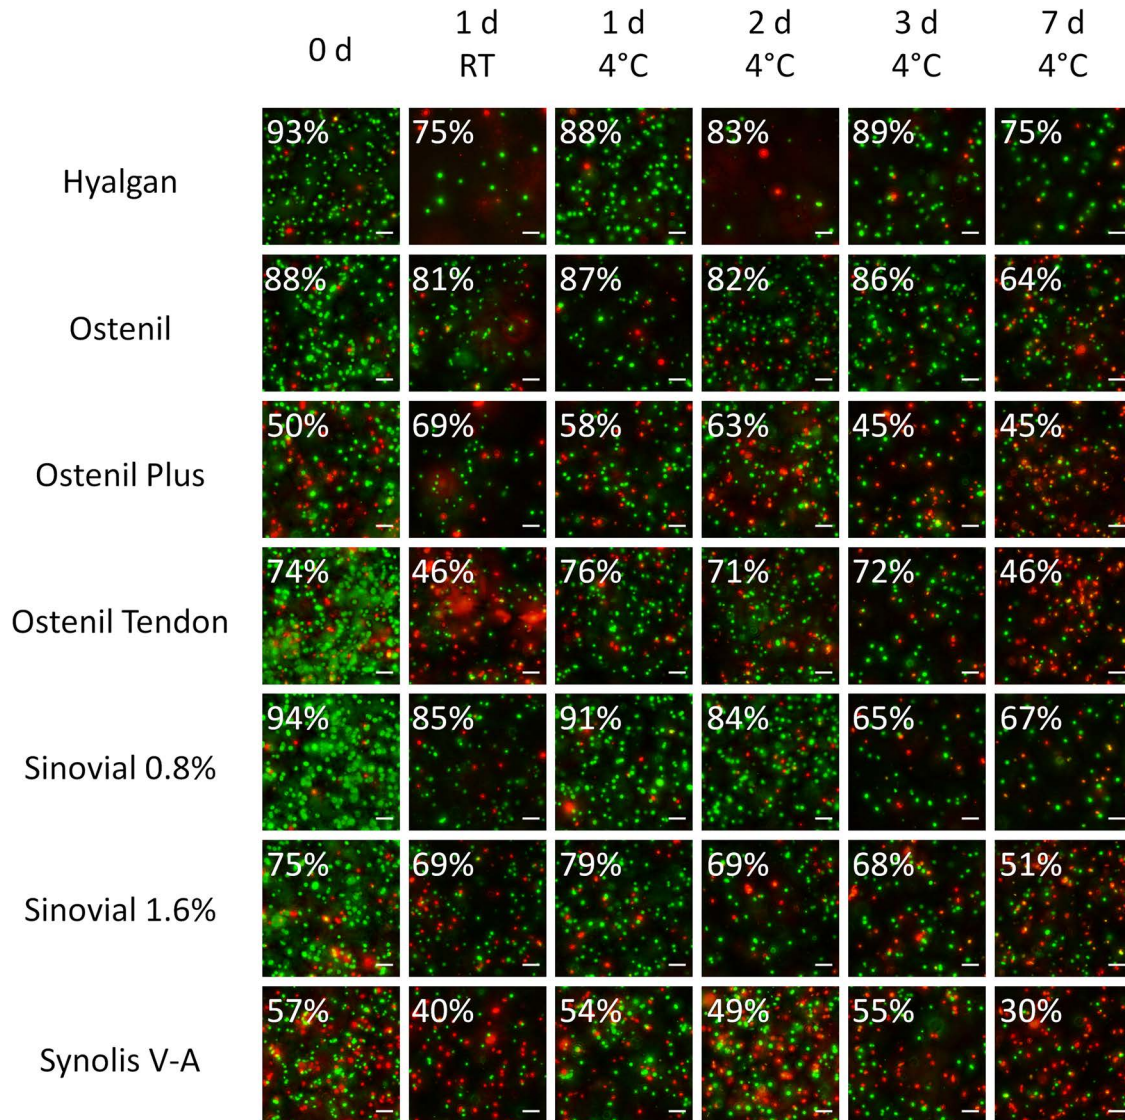 0 d
1 d
RT
1 d
4°C
2 d
4°C
3 d
4°C
7 d
4°C
Hyalgan
93% 75% 88% 83% 89% 75%
Ostenil
88% 81% 87% 82% 86% 64%
Ostenil Plus
50% 69% 58% 63% 45% 45%
Ostenil Tendon
74% 46% 76% 71% 72% 46%
Sinovial 0.8%
94% 85% 91% 84% 65% 67%
Sinovial 1.6%
75% 69% 79% 69% 68% 51%
Synolis V-A
57% 40% 54% 49% 55% 30%